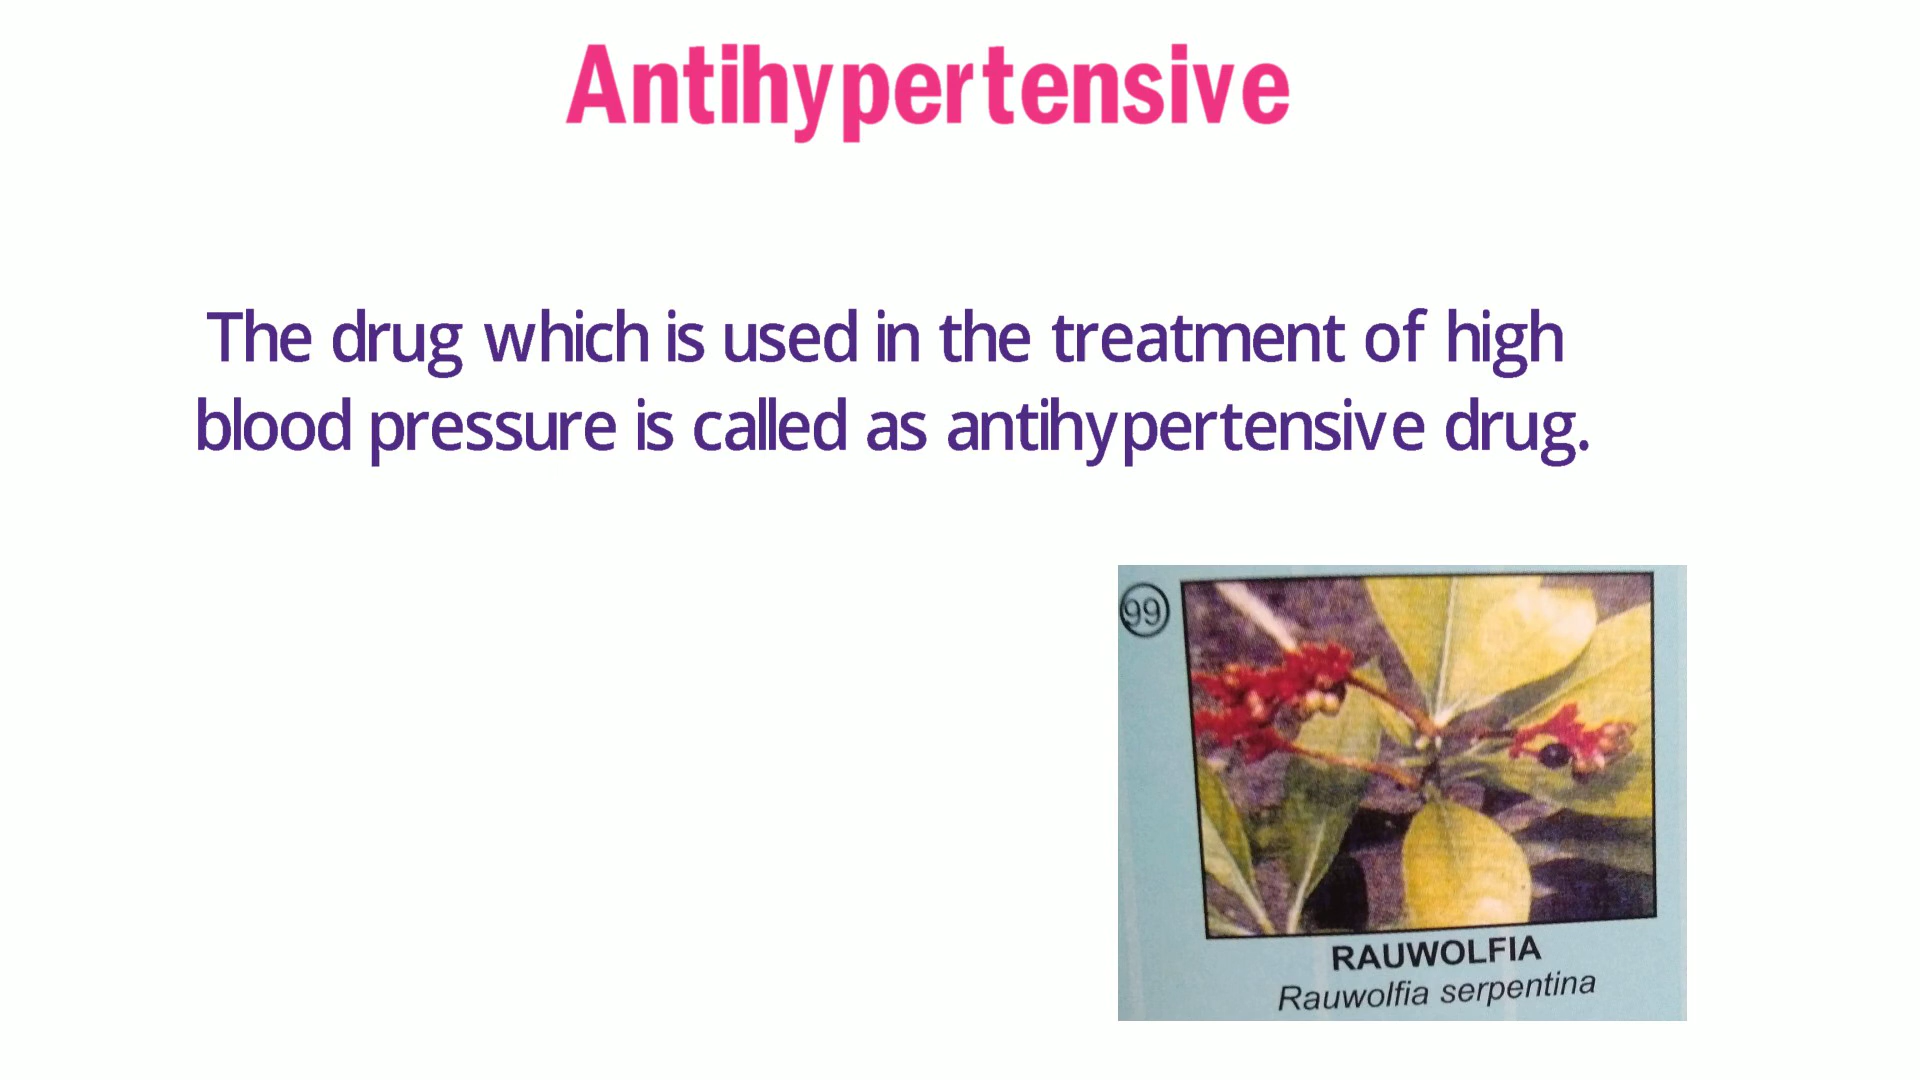 Antihypertensive
The drug which is used in the treatment of high
blood pressure is called as antihypertensive drug.
99
RAUWOLFIA
Rauwolfia serpentina